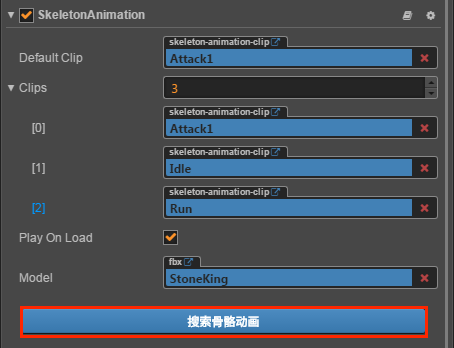 SkeletonAnimation
skeleton-animation-clip
Default Clip Attack1
Clips 3
skeleton-animation-clip
[0] Attack1
skeleton-animation-clip
[1] Idle
skeleton-animation-clip
[2] Run
Play On Load
fbx
Model StoneKing
搜索骨骼动画